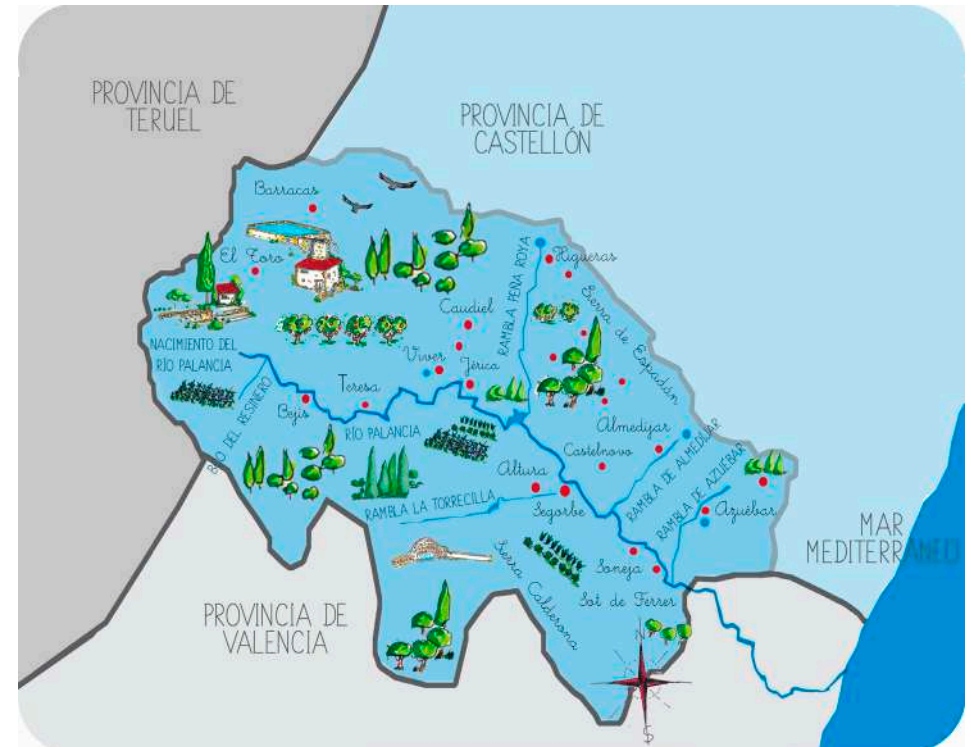 PROVINCIA DE
TERUEL
PROVINCIA DE
CASTELLÓN
Barracas
El Toro
Higueras
RAMBLA PEÑA ROYA
Sierra de Espadán
Caudiel
NACIMIENTO DEL
RÍO PALANCIA
Viver
Jérica
Teresa
Bejís
BCO DEL RESINERO
RÍO PALANCIA
Almedíjar
Castelnovo
Altura
Segorbe
RAMBLA LA TORRECILLA
RAMBLA DE ALMEDIJAR
RAMBLA DE AZUÉBAR
Azuébar
MAR
MEDITERRANEO
Soneja
Sot de Ferrer
Sierra Calderona
PROVINCIA DE
VALENCIA
N
S